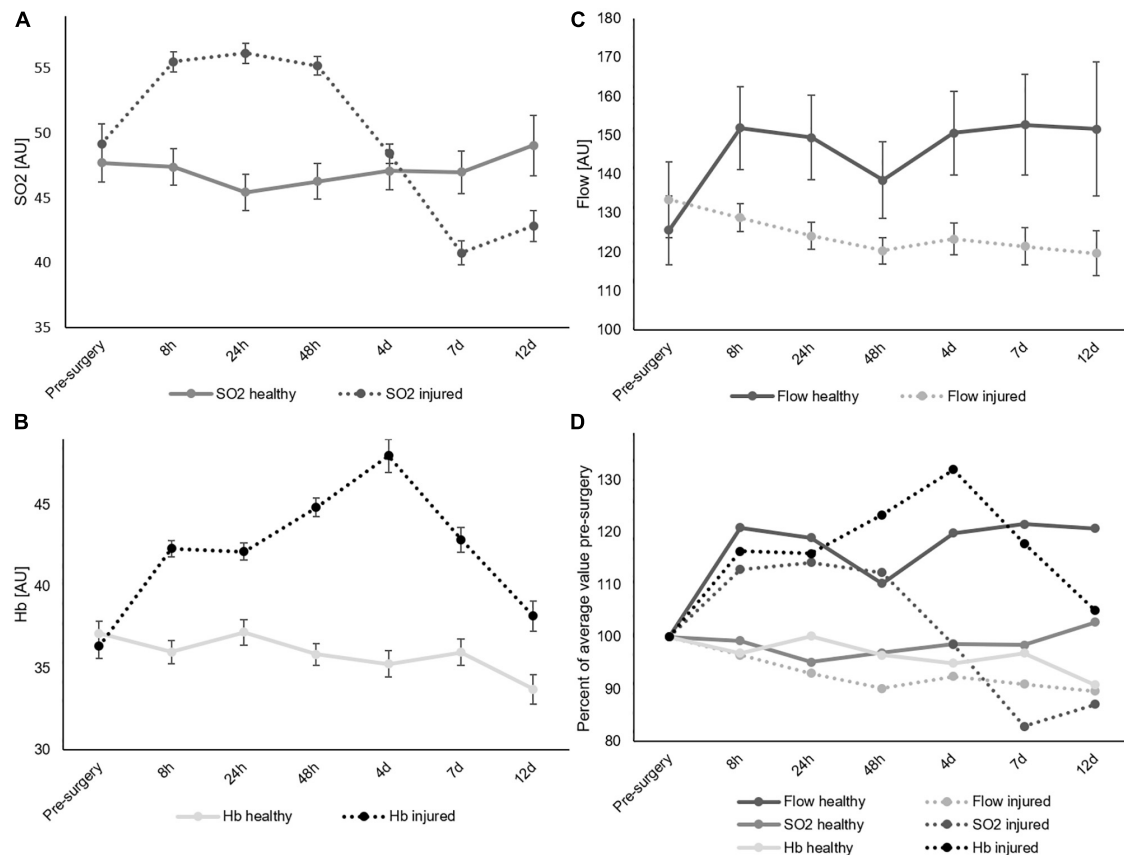 A
SO2 [AU]
55
50
45
40
35
Pre-surgery 8h 24h 48h 4d 7d 12d
SO2 healthy SO2 injured
C
Flow [AU]
180
170
160
150
140
130
120
110
100
Pre-surgery 8h 24h 48h 4d 7d 12d
Flow healthy Flow injured
B
Hb [AU]
45
40
35
30
Pre-surgery 8h 24h 48h 4d 7d 12d
Hb healthy Hb injured
D
Percent of average value pre-surgery
130
120
110
100
90
80
Pre-surgery 8h 24h 48h 4d 7d 12d
Flow healthy Flow injured
SO2 healthy SO2 injured
Hb healthy Hb injured